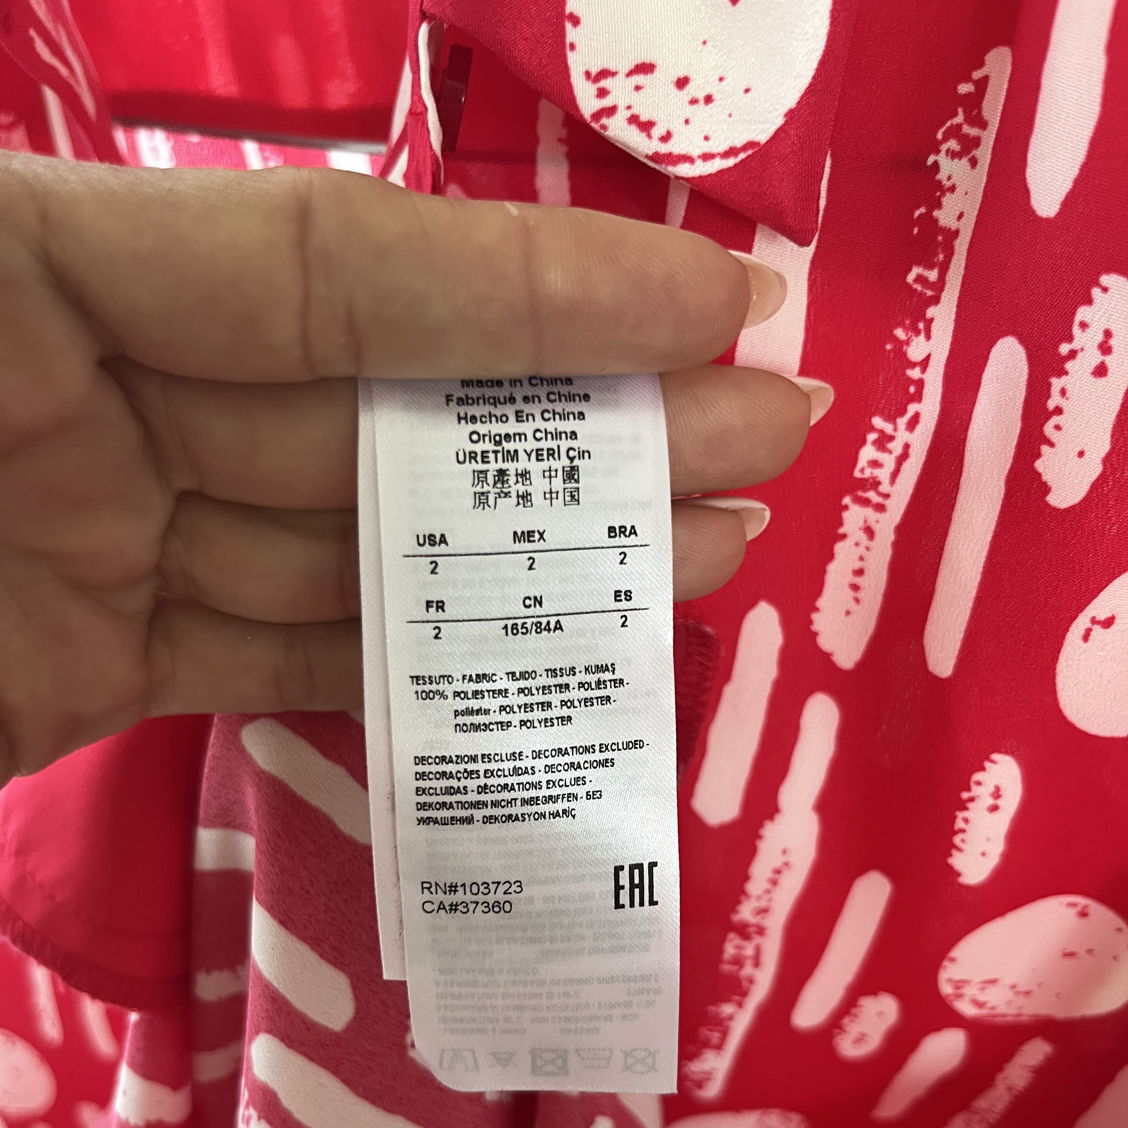 Made in China
Fabriqué en Chine
Hecho En China
Origem China
ÜRETİM YERİ Çin
原產地 中國
原产地 中国
USA MEX BRA
2 2 2
FR CN ES
2 165/84A 2
TESSUTO - FABRIC - TEJIDO - TISSUS - KUMAŞ
100% POLIESTERE - POLYESTER - POLIÉSTER -
poliéster - POLYESTER - POLYESTER -
ПОЛИЭСТЕР - POLYESTER
DECORAZIONI ESCLUSE - DECORATIONS EXCLUDED -
DECORAÇÕES EXCLUÍDAS - DECORACIONES
EXCLUIDAS - DÉCORATIONS EXCLUES -
DEKORATIONEN NICHT INBEGRIFFEN - БЕЗ
УКРАШЕНИЙ - DEKORASYON HARİÇ
RN#103723
CA#37360
EAC